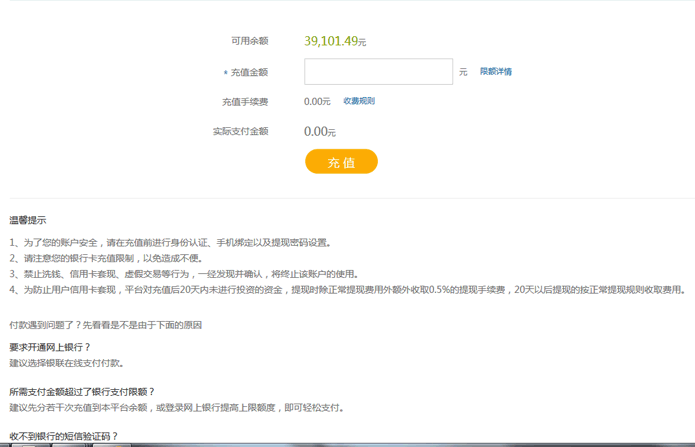 可用余额 39,101.49元
* 充值金额 元 限额详情
充值手续费 0.00元 收费规则
实际支付金额 0.00元
充 值
温馨提示
1、为了您的账户安全，请在充值前进行身份认证、手机绑定以及提现密码设置。
2、请注意您的银行卡充值限制，以免造成不便。
3、禁止洗钱、信用卡套现、虚假交易等行为，一经发现并确认，将终止该账户的使用。
4、为防止用户信用卡套现，平台对充值后20天内未进行投资的资金，提现时除正常提现费用外额外收取0.5%的提现手续费，20天以后提现的按正常提现规则收取费用。
付款遇到问题了？先看看是不是由于下面的原因
要求开通网上银行？
建议选择银联在线支付付款。
所需支付金额超过了银行支付限额？
建议先分若干次充值到本平台余额，或登录网上银行提高上限额度，即可轻松支付。
收不到银行的短信验证码？